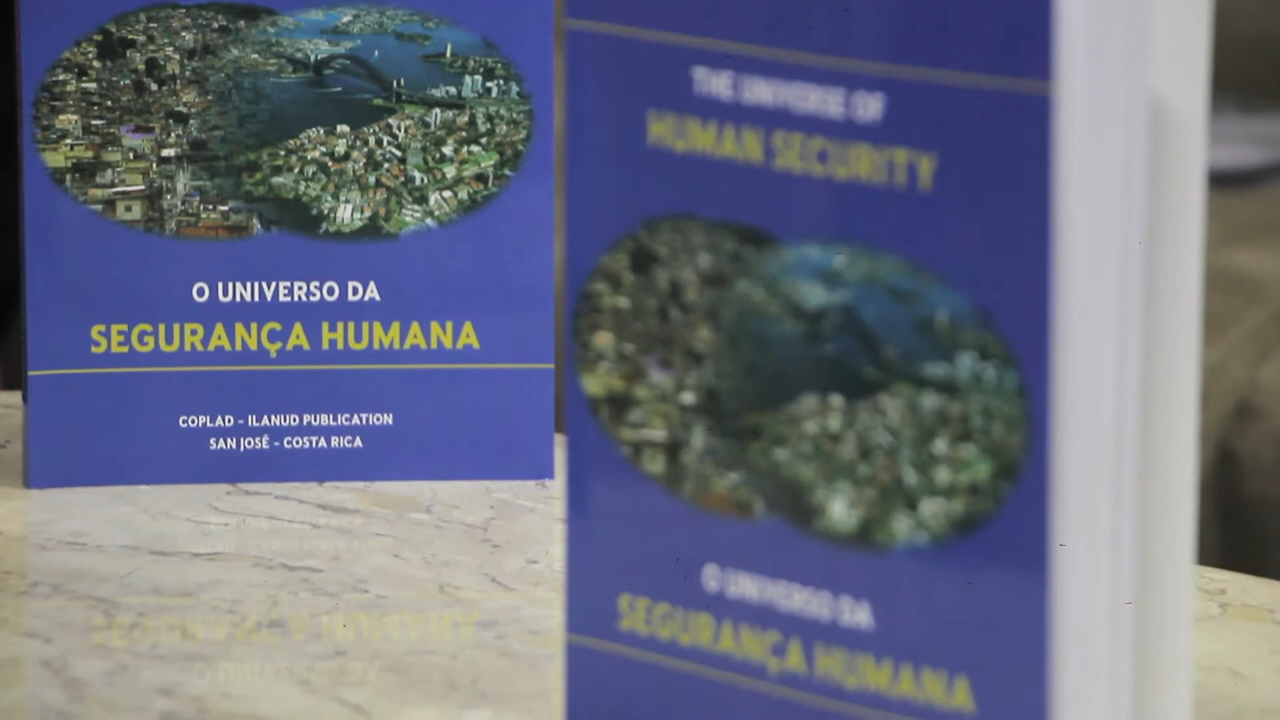 O UNIVERSO DA
SEGURANÇA HUMANA
COPLAD - ILANUD PUBLICATION
SAN JOSÉ - COSTA RICA
THE UNIVERSE OF
HUMAN SECURITY
O UNIVERSO DA
SEGURANÇA HUMANA